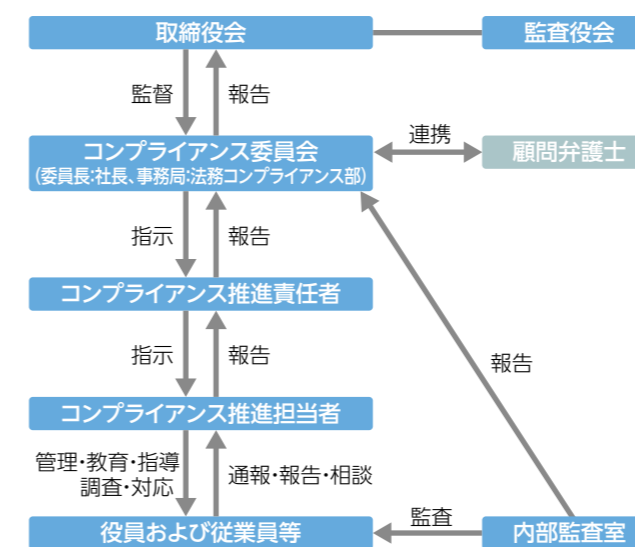 取締役会
監査役会
監督
報告
連携
コンプライアンス委員会
(委員長:社長、事務局:法務コンプライアンス部)
顧問弁護士
指示
報告
コンプライアンス推進責任者
指示
報告
報告
コンプライアンス推進担当者
管理・教育・指導
調査・対応
通報・報告・相談
監査
役員および従業員等
内部監査室